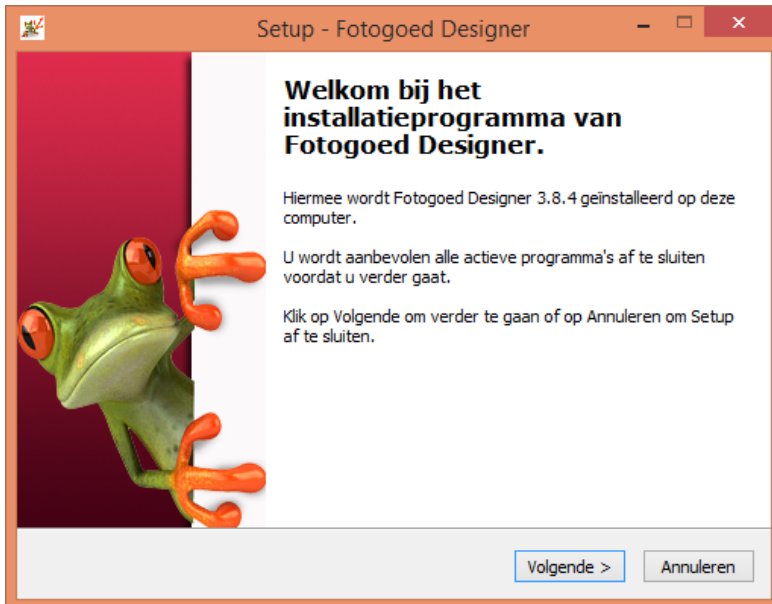 Setup - Fotogoed Designer
Welkom bij het
installatieprogramma van
Fotogoed Designer.
Hiermee wordt Fotogoed Designer 3.8.4 geïnstalleerd op deze
computer.
U wordt aanbevolen alle actieve programma's af te sluiten
voordat u verder gaat.
Klik op Volgende om verder te gaan of op Annuleren om Setup
af te sluiten.
Volgende >
Annuleren